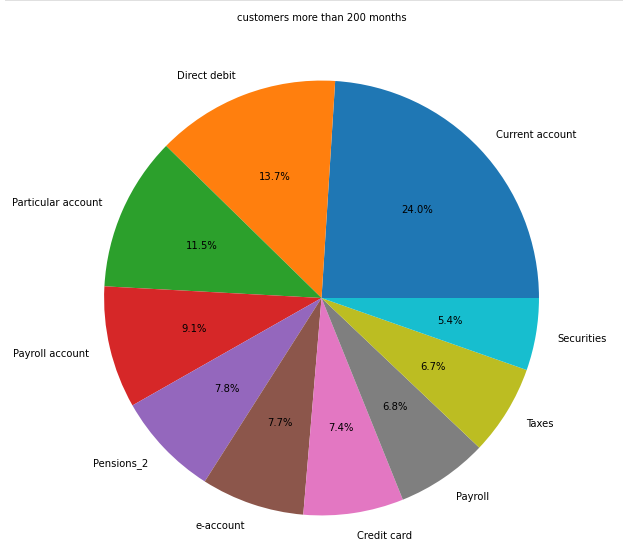 customers more than 200 months
Direct debit
Current account
13.7%
24.0%
Particular account
11.5%
9.1%
5.4%
Payroll account
Securities
7.8%
6.7%
7.7%
7.4%
6.8%
Taxes
Pensions_2
Payroll
e-account
Credit card